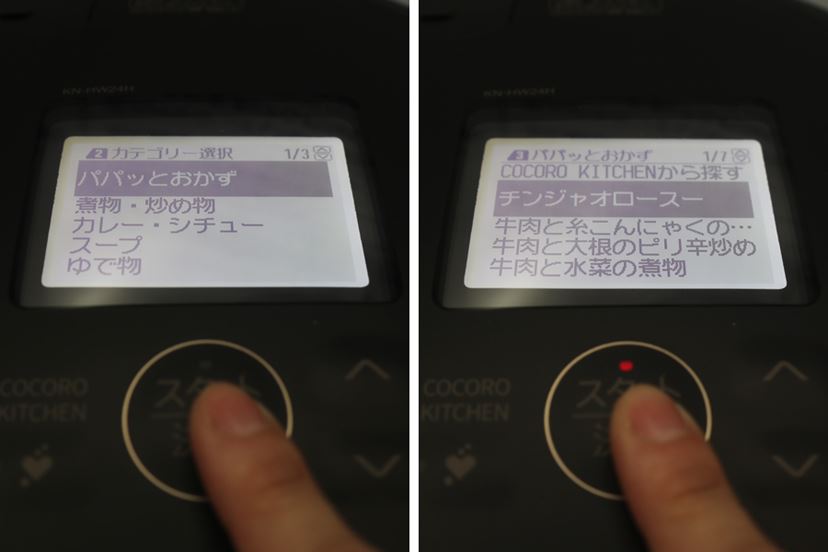 KN-HW24H
2 カテゴリー選択 1/3
パパッとおかず
煮物・炒め物
カレー・シチュー
スープ
ゆで物
COCORO
KITCHEN
スタート
KN-HW24H
3 パパッとおかず 1/7
COCORO KITCHENから探す
チンジャオロースー
牛肉と糸こんにゃくの…
牛肉と大根のピリ辛炒め
牛肉と水菜の煮物
COCORO
KITCHEN
スタート